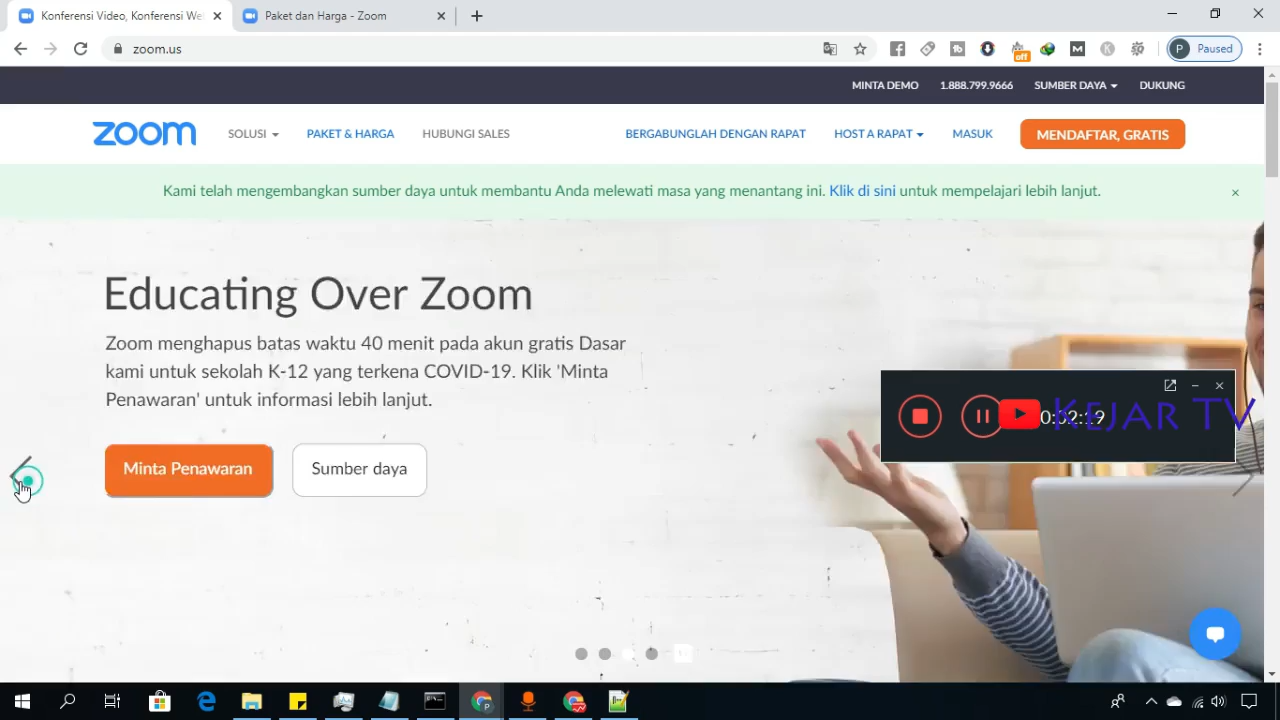 Konferensi Video, Konferensi We
Paket dan Harga - Zoom
zoom.us
off
P Paused
MINTA DEMO 1.888.799.9666 SUMBER DAYA DUKUNG
zoom SOLUSI PAKET & HARGA HUBUNGI SALES BERGABUNGLAH DENGAN RAPAT HOST A RAPAT MASUK MENDAFTAR, GRATIS
Kami telah mengembangkan sumber daya untuk membantu Anda melewati masa yang menantang ini. Klik di sini untuk mempelajari lebih lanjut.
Educating Over Zoom
Zoom menghapus batas waktu 40 menit pada akun gratis Dasar
kami untuk sekolah K-12 yang terkena COVID-19. Klik 'Minta
Penawaran' untuk informasi lebih lanjut.
Minta Penawaran Sumber daya
KEJAR TV